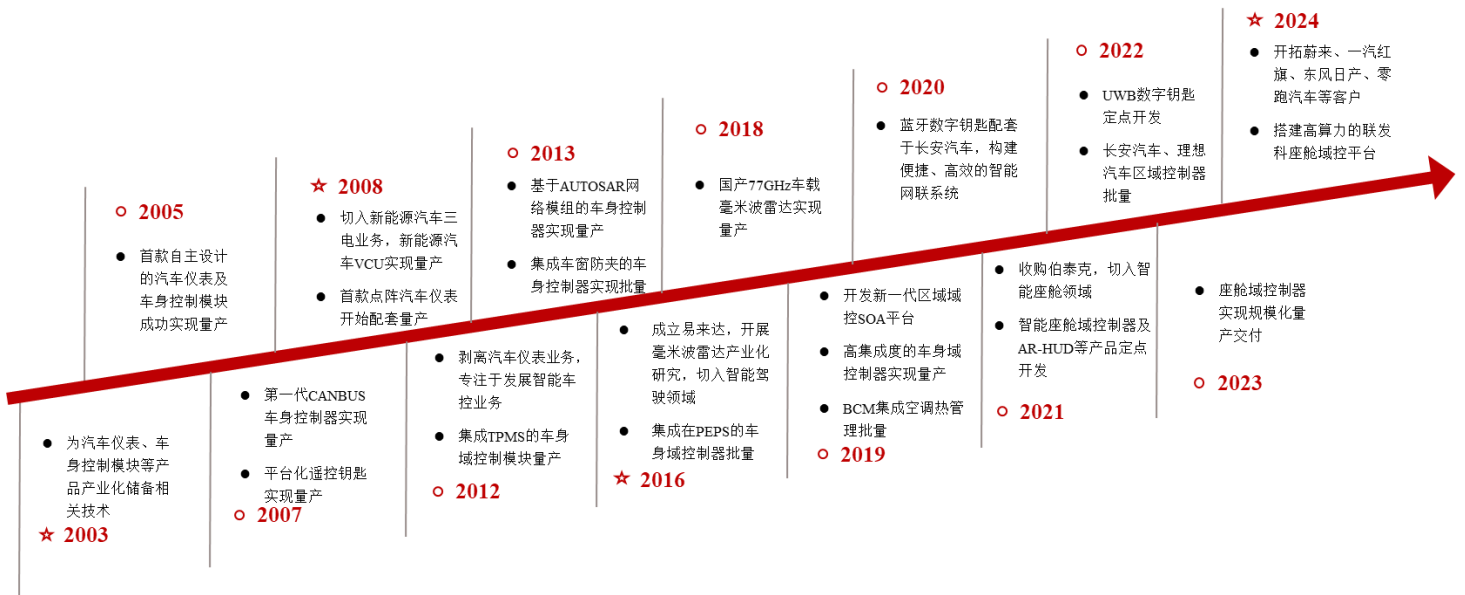 2003
为汽车仪表、车
身控制模块等产
品产业化储备相
关技术
2005
首款自主设计
的汽车仪表及
车身控制模块
成功实现量产
2007
第一代CANBUS
车身控制器实现
量产
平台化遥控钥匙
实现量产
2008
切入新能源汽车三
电业务，新能源汽
车VCU实现量产
首款点阵汽车仪表
开始配套量产
2012
剥离汽车仪表业务，
专注于发展智能车
控业务
集成TPMS的车身
域控制模块量产
2013
基于AUTOSAR网
络模组的车身控制
器实现量产
集成车窗防夹的车
身控制器实现批量
2016
成立易来达，开展
毫米波雷达产业化
研究，切入智能驾
驶领域
集成在PEPS的车
身域控制器批量
2018
国产77GHz车载
毫米波雷达实现
量产
2019
开发新一代区域域
控SOA平台
高集成度的车身域
控制器实现量产
BCM集成空调热管
理批量
2020
蓝牙数字钥匙配套
于长安汽车，构建
便捷、高效的智能
网联系统
2021
收购伯泰克，切入智
能座舱领域
智能座舱域控制器及
AR-HUD等产品定点
开发
2022
UWB数字钥匙
定点开发
长安汽车、理想
汽车区域控制器
批量
2023
座舱域控制器
实现规模化量
产交付
2024
开拓蔚来、一汽红
旗、东风日产、零
跑汽车等客户
搭建高算力的联发
科座舱域控平台